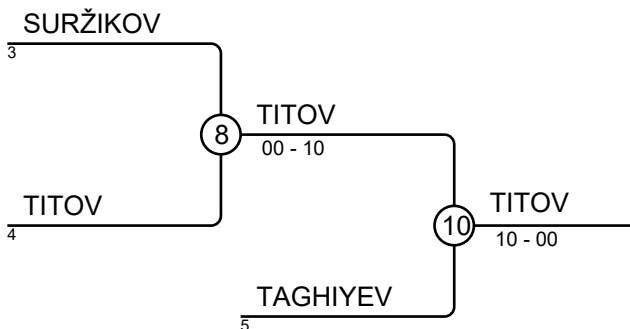 SURŽIKOV
3
8
TITOV
00 - 10
TITOV
4
10
TITOV
10 - 00
TAGHIYEV
5